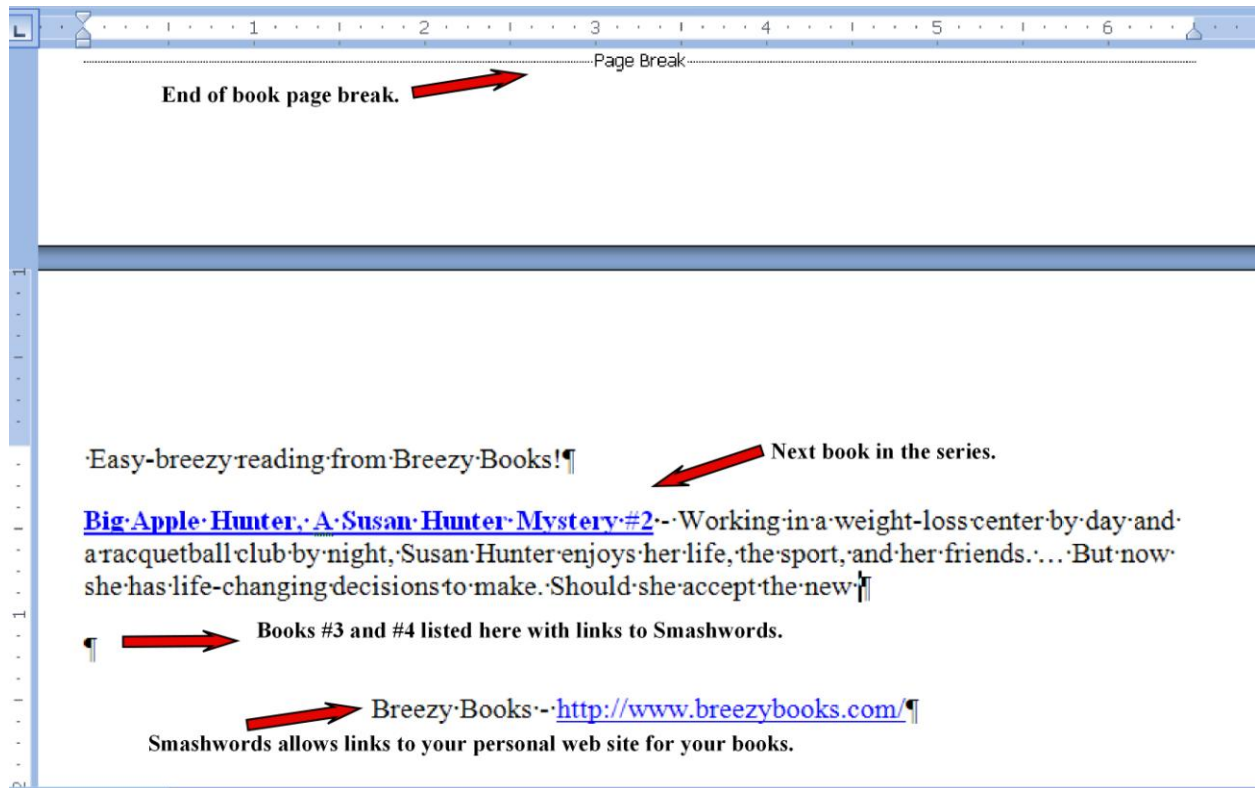 L 1 2 3 4 5 6
Page Break
End of book page break.
1
·Easy-breezy·reading·from·Breezy·Books!¶
Next book in the series.
Big·Apple·Hunter,·A·Susan·Hunter·Mystery·#2·-·Working·in·a·weight-loss·center·by·day·and·
a·racquetball·club·by·night,·Susan·Hunter·enjoys·her·life,·the·sport,·and·her·friends.·…·But·now·
she·has·life-changing·decisions·to·make.·Should·she·accept·the·new·¶
1
Books #3 and #4 listed here with links to Smashwords.
¶
Breezy·Books·-·http://www.breezybooks.com/¶
Smashwords allows links to your personal web site for your books.
2